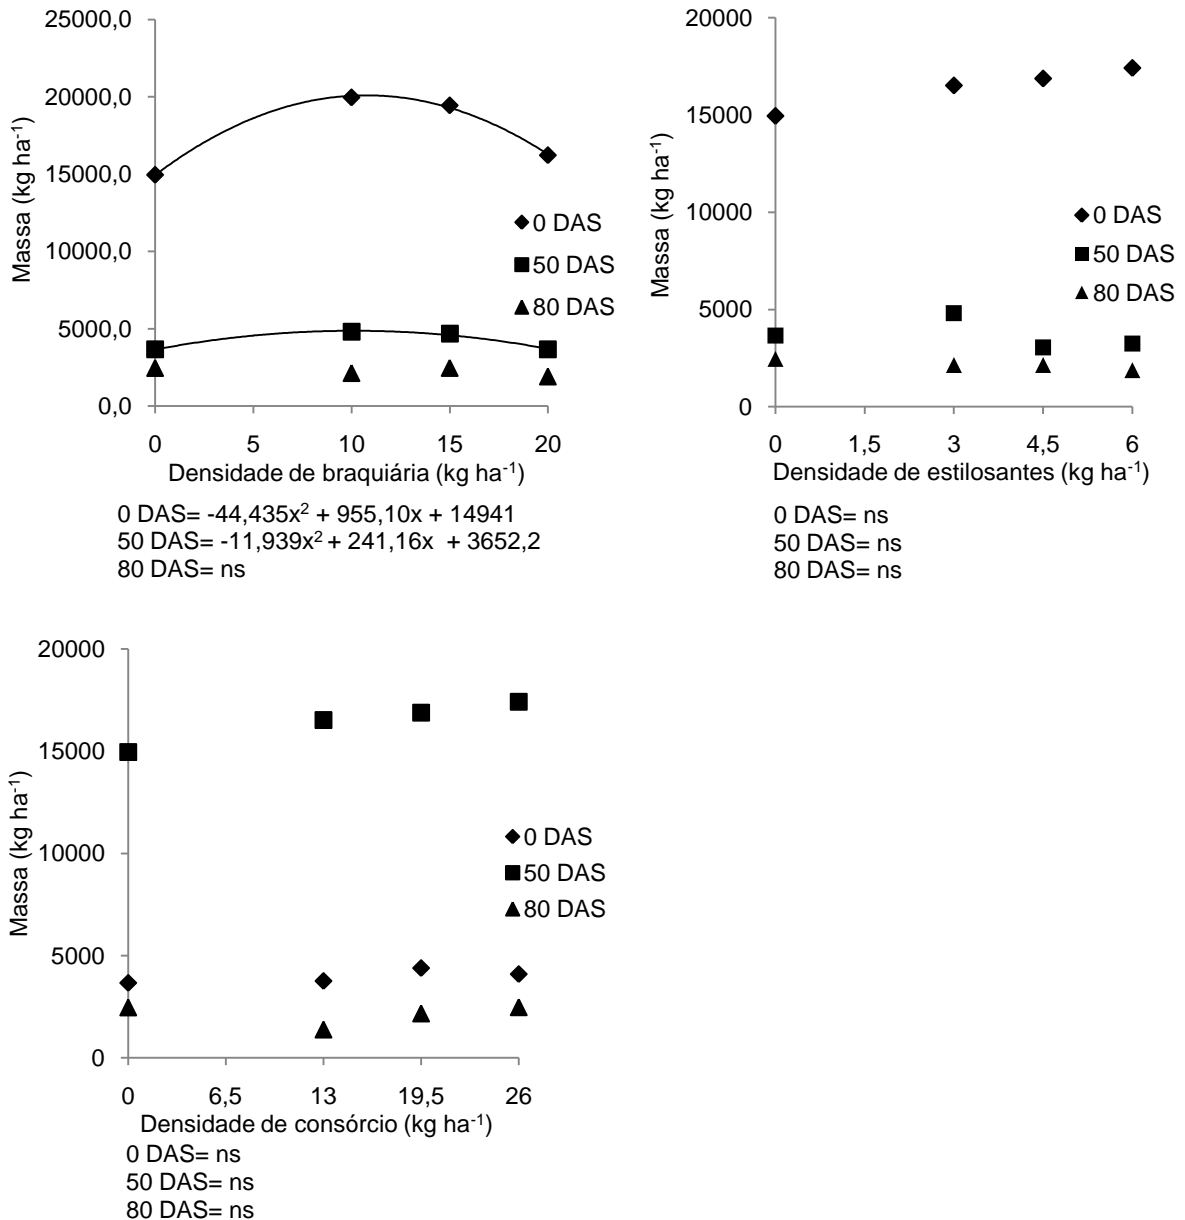 25000,0
20000,0
15000,0
10000,0
5000,0
0,0
Massa (kg ha-1)
0 DAS
50 DAS
80 DAS
0 5 10 15 20
Densidade de braquiária (kg ha-1)
0 DAS= -44,435x2 + 955,10x + 14941
50 DAS= -11,939x2 + 241,16x + 3652,2
80 DAS= ns
20000
15000
10000
5000
0
Massa (kg ha-1)
0 DAS
50 DAS
80 DAS
0 1,5 3 4,5 6
Densidade de estilosantes (kg ha-1)
0 DAS= ns
50 DAS= ns
80 DAS= ns
20000
15000
10000
5000
0
Massa (kg ha-1)
0 DAS
50 DAS
80 DAS
0 6,5 13 19,5 26
Densidade de consórcio (kg ha-1)
0 DAS= ns
50 DAS= ns
80 DAS= ns